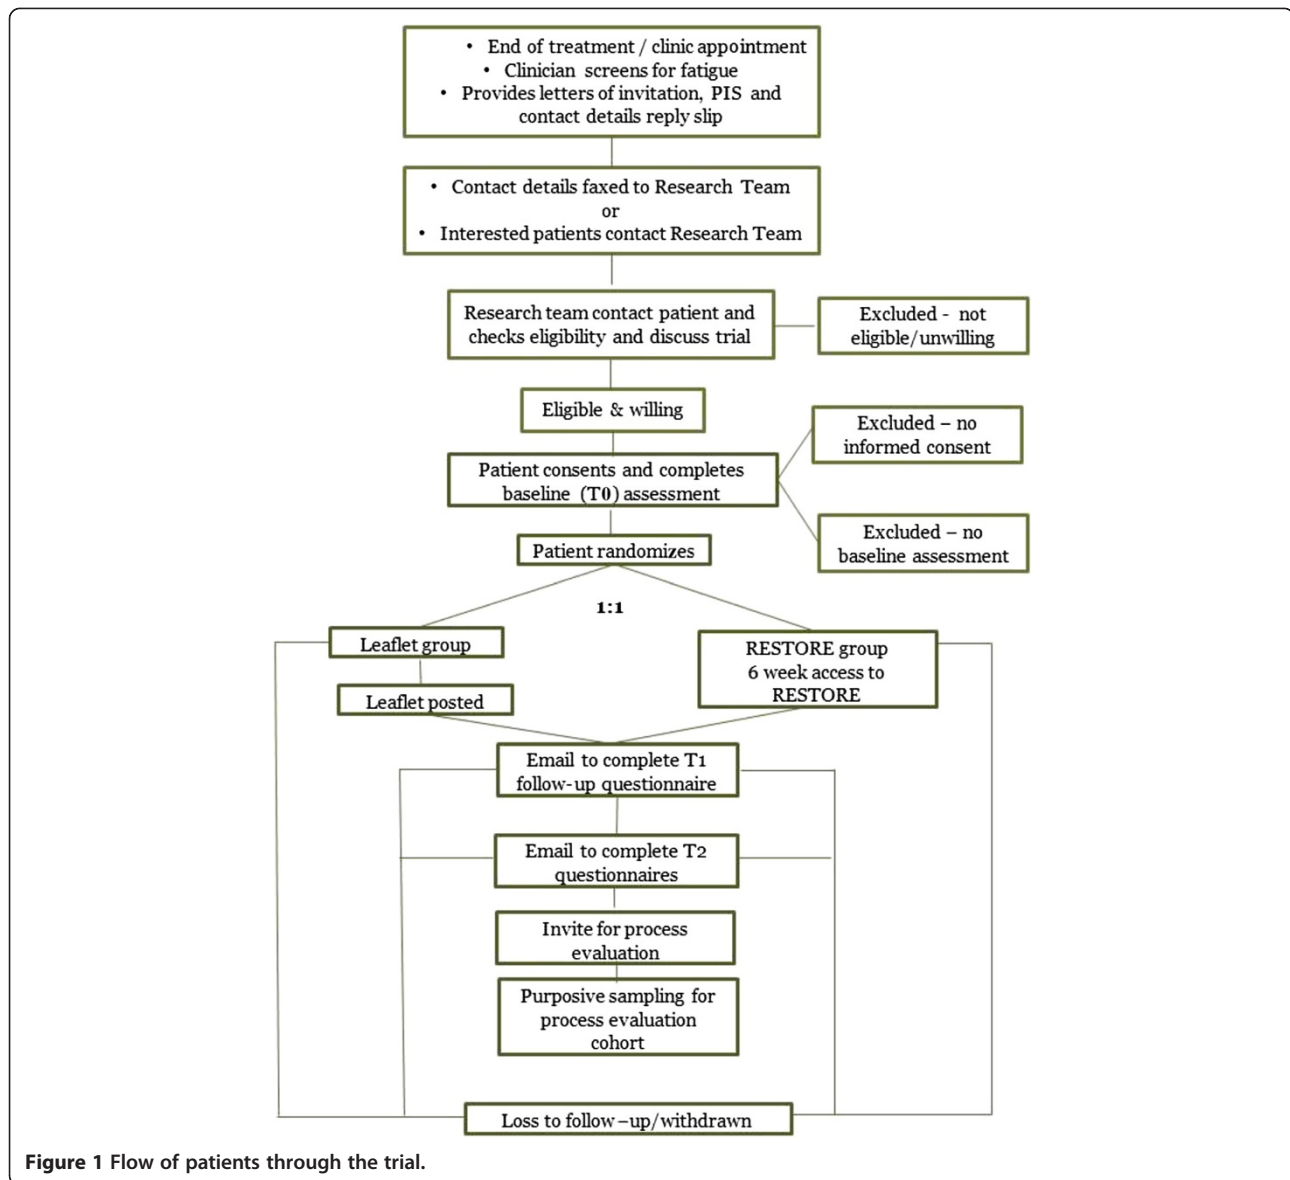 • End of treatment / clinic appointment
• Clinician screens for fatigue
• Provides letters of invitation, PIS and
contact details reply slip
• Contact details faxed to Research Team
or
• Interested patients contact Research Team
Research team contact patient and
checks eligibility and discuss trial
Excluded - not
eligible/unwilling
Eligible & willing
Excluded – no
informed consent
Patient consents and completes
baseline (T0) assessment
Excluded – no
baseline assessment
Patient randomizes
1:1
Leaflet group
RESTORE group
6 week access to
RESTORE
Leaflet posted
Email to complete T1
follow-up questionnaire
Email to complete T2
questionnaires
Invite for process
evaluation
Purposive sampling for
process evaluation
cohort
Loss to follow –up/withdrawn
Figure 1 Flow of patients through the trial.